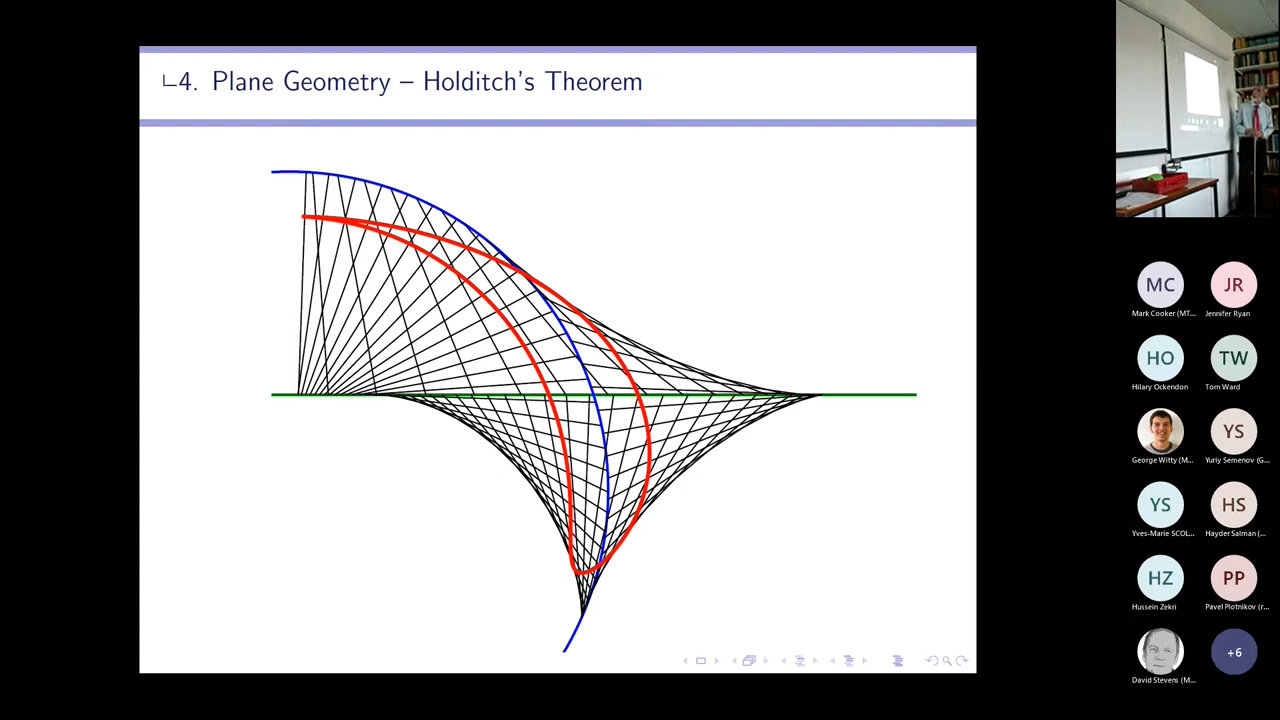 4. Plane Geometry – Holditch's Theorem
MC
JR
Mark Cooker (MT...
Jennifer Ryan
HO
TW
Hilary Ockendon
Tom Ward
YS
George Witty (M...
Yuriy Semenov (G...
YS
HS
Yves-Marie SCOL...
Hayder Salman (...
HZ
PP
Hussein Zekri
Pavel Plotnikov (r...
+6
David Stevens (M...